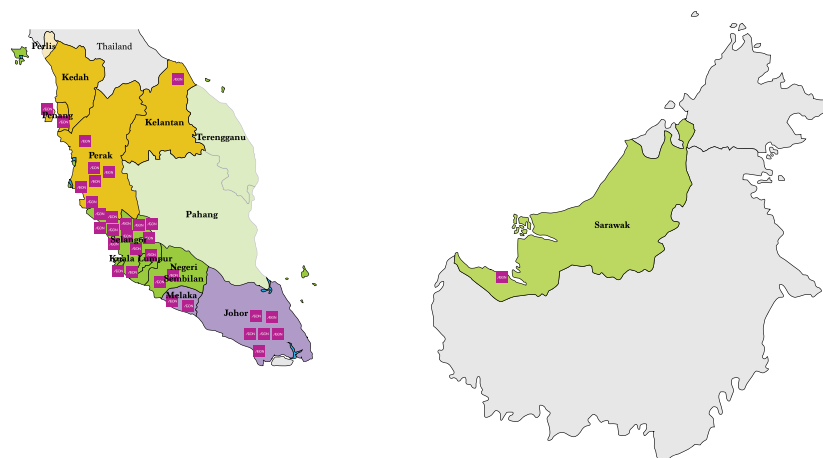 Perlis
Thailand
Kedah
Penang
Kelantan
Terengganu
Perak
Pahang
Selangor
Kuala Lumpur
Negeri
Sembilan
Melaka
Johor
Sarawak